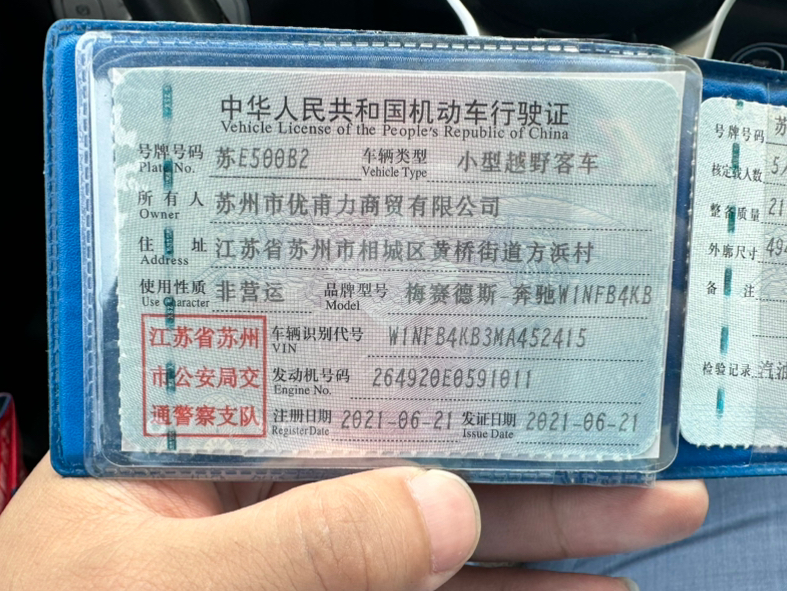 中华人民共和国机动车行驶证
Vehicle License of the People's Republic of China
号牌号码 苏E500B2 车辆类型 小型越野客车
Plate No. Vehicle Type
所有人 苏州市优甫力商贸有限公司
Owner
住址 江苏省苏州市相城区黄桥街道方浜村
Address
使用性质 非营运 品牌型号 梅赛德斯-奔驰W1NFB4KB
Use Character Model
江苏省苏州
市公安局交
通警察支队
车辆识别代号 W1NFB4KB3MA452415
VIN
发动机号码 264920E0591011
Engine No.
注册日期 2021-06-21 发证日期 2021-06-21
Register Date Issue Date
号牌号码 苏
核定载人数 5
整备质量 21
外廓尺寸 494
备注
检验记录 汽油